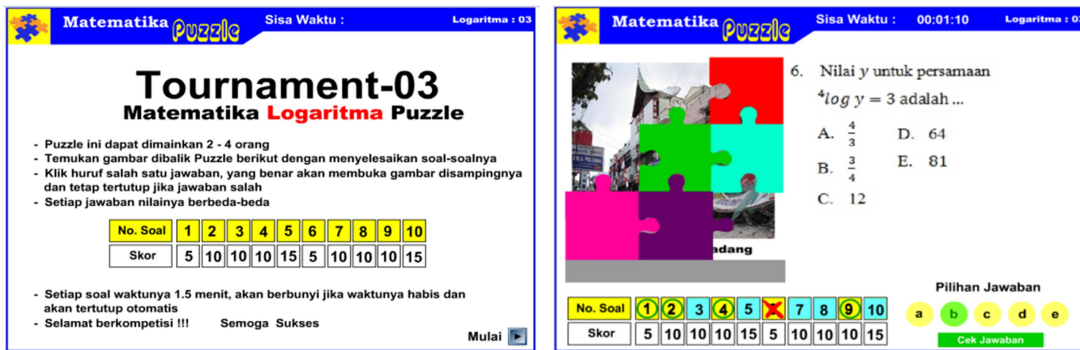 Matematika Puzzle
Sisa Waktu :
Logaritma : 03
Tournament-03
Matematika Logaritma Puzzle
- Puzzle ini dapat dimainkan 2 - 4 orang
- Temukan gambar dibalik Puzzle berikut dengan menyelesaikan soal-soalnya
- Klik huruf salah satu jawaban, yang benar akan membuka gambar disampingnya
dan tetap tertutup jika jawaban salah
- Setiap jawaban nilainya berbeda-beda
No. Soal 1 2 3 4 5 6 7 8 9 10
Skor 5 10 10 10 15 5 10 10 10 15
- Setiap soal waktunya 1.5 menit, akan berbunyi jika waktunya habis dan
akan tertutup otomatis
- Selamat berkompetisi !!! Semoga Sukses
Mulai
Matematika Puzzle
Sisa Waktu : 00:01:10
Logaritma : 0
6. Nilai y untuk persamaan
⁴log y = 3 adalah ...
A. 4/3 D. 64
B. 3/4 E. 81
C. 12
adang
No. Soal 1 2 3 4 5 6 7 8 9 10
Skor 5 10 10 10 15 5 10 10 10 15
Pilihan Jawaban
a b c d e
Cek Jawaban